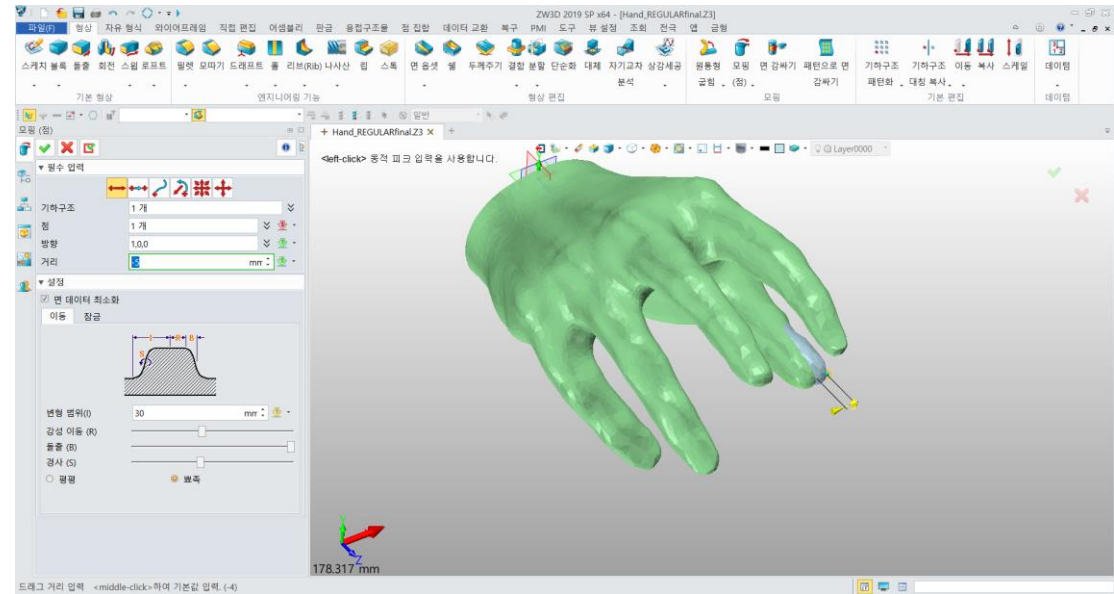 ZW3D 2019 SP x64 - [Hand_REGULARfinal.Z3]
파일(F) 형상 자유 형식 와이어프레임 직접 편집 어셈블리 판금 용접구조물 점 집합 데이터 교환 복구 PMI 도구 뷰 설정 조회 전극 앱 금형
스케치 블록 돌출 회전 스윕 로프트 필렛 모따기 드래프트 홀 리브(Rib) 나사산 립 스톡 면 옵셋 쉘 두께주기 결합 분할 단순화 대체 자기교차 상감세공 원통형 모핑 면 감싸기 패턴으로 면 기하구조 기하구조 이동 복사 스케일 데이텀
분석 굽힘 (점) 감싸기 패턴화 대칭 복사
기본 형상 엔지니어링 기능 형상 편집 모핑 기본 편집 데이텀
일반
모핑 (점)
+ Hand_REGULARfinal.Z3 × +
<left-click> 동적 피크 입력을 사용합니다.
Layer0000
▼ 필수 입력
기하구조 1 개
점 1 개
방향 1,0,0
거리 -5 mm
▼ 설정
면 데이터 최소화
이동 잠금
I R B
S
변형 범위(I) 30 mm
감성 이동 (R)
돌출 (B)
경사 (S)
평평 뾰족
Y
Z
178.317 mm
드래그 거리 입력 <middle-click>하여 기본값 입력. (-4)